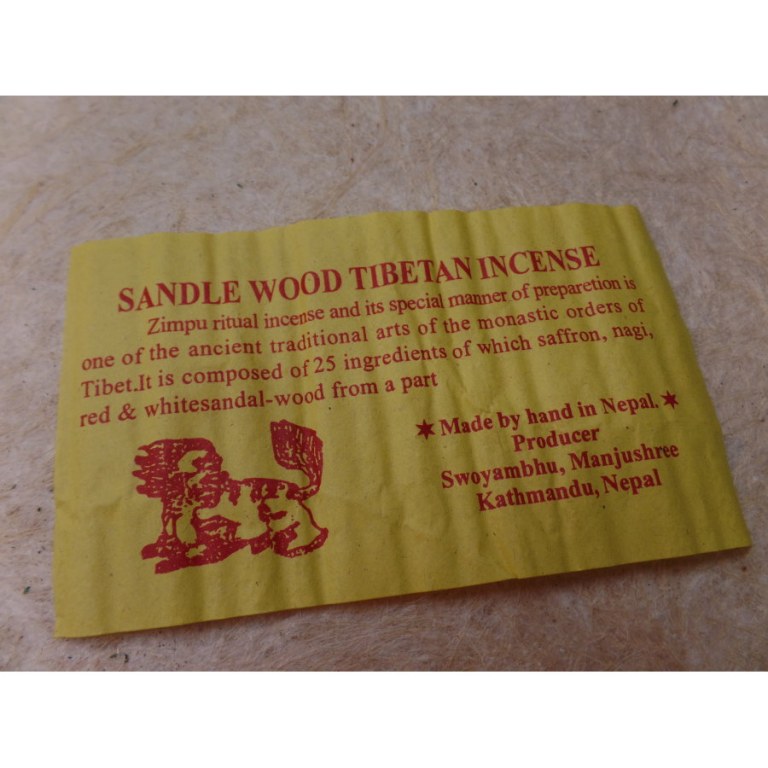 SANDLE WOOD TIBETAN INCENSE
Zimpu ritual incense and its special manner of preparetion is
one of the ancient traditional arts of the monastic orders of
Tibet.It is composed of 25 ingredients of which saffron, nagi,
red & whitesandal-wood from a part
✶ Made by hand in Nepal. ✶
Producer
Swoyambhu, Manjushree
Kathmandu, Nepal